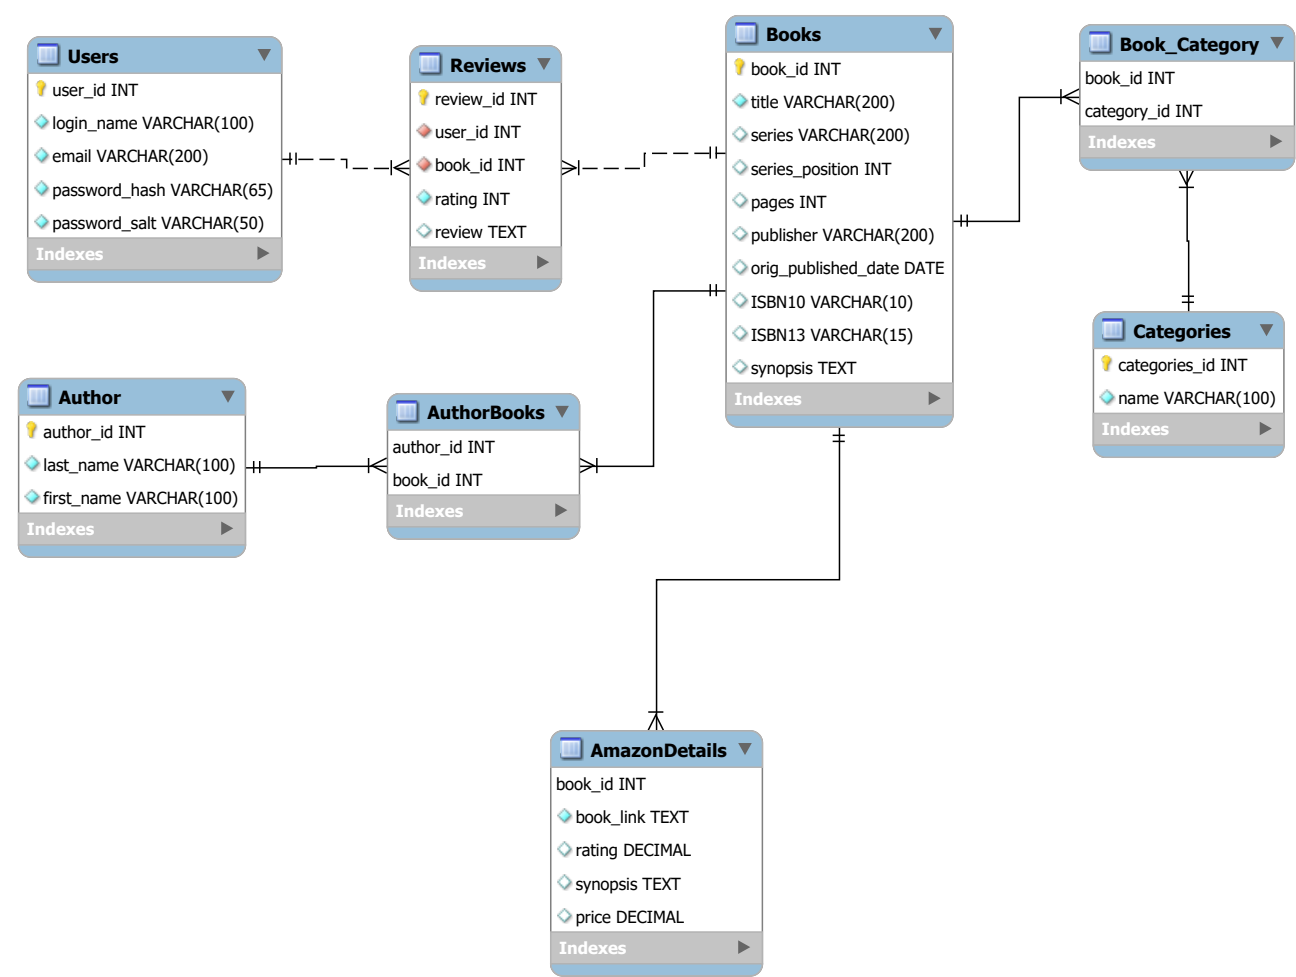 Users
user_id INT
login_name VARCHAR(100)
email VARCHAR(200)
password_hash VARCHAR(65)
password_salt VARCHAR(50)
Indexes
Reviews
review_id INT
user_id INT
book_id INT
rating INT
review TEXT
Indexes
Books
book_id INT
title VARCHAR(200)
series VARCHAR(200)
series_position INT
pages INT
publisher VARCHAR(200)
orig_published_date DATE
ISBN10 VARCHAR(10)
ISBN13 VARCHAR(15)
synopsis TEXT
Indexes
Book_Category
book_id INT
category_id INT
Indexes
Categories
categories_id INT
name VARCHAR(100)
Indexes
Author
author_id INT
last_name VARCHAR(100)
first_name VARCHAR(100)
Indexes
AuthorBooks
author_id INT
book_id INT
Indexes
AmazonDetails
book_id INT
book_link TEXT
rating DECIMAL
synopsis TEXT
price DECIMAL
Indexes